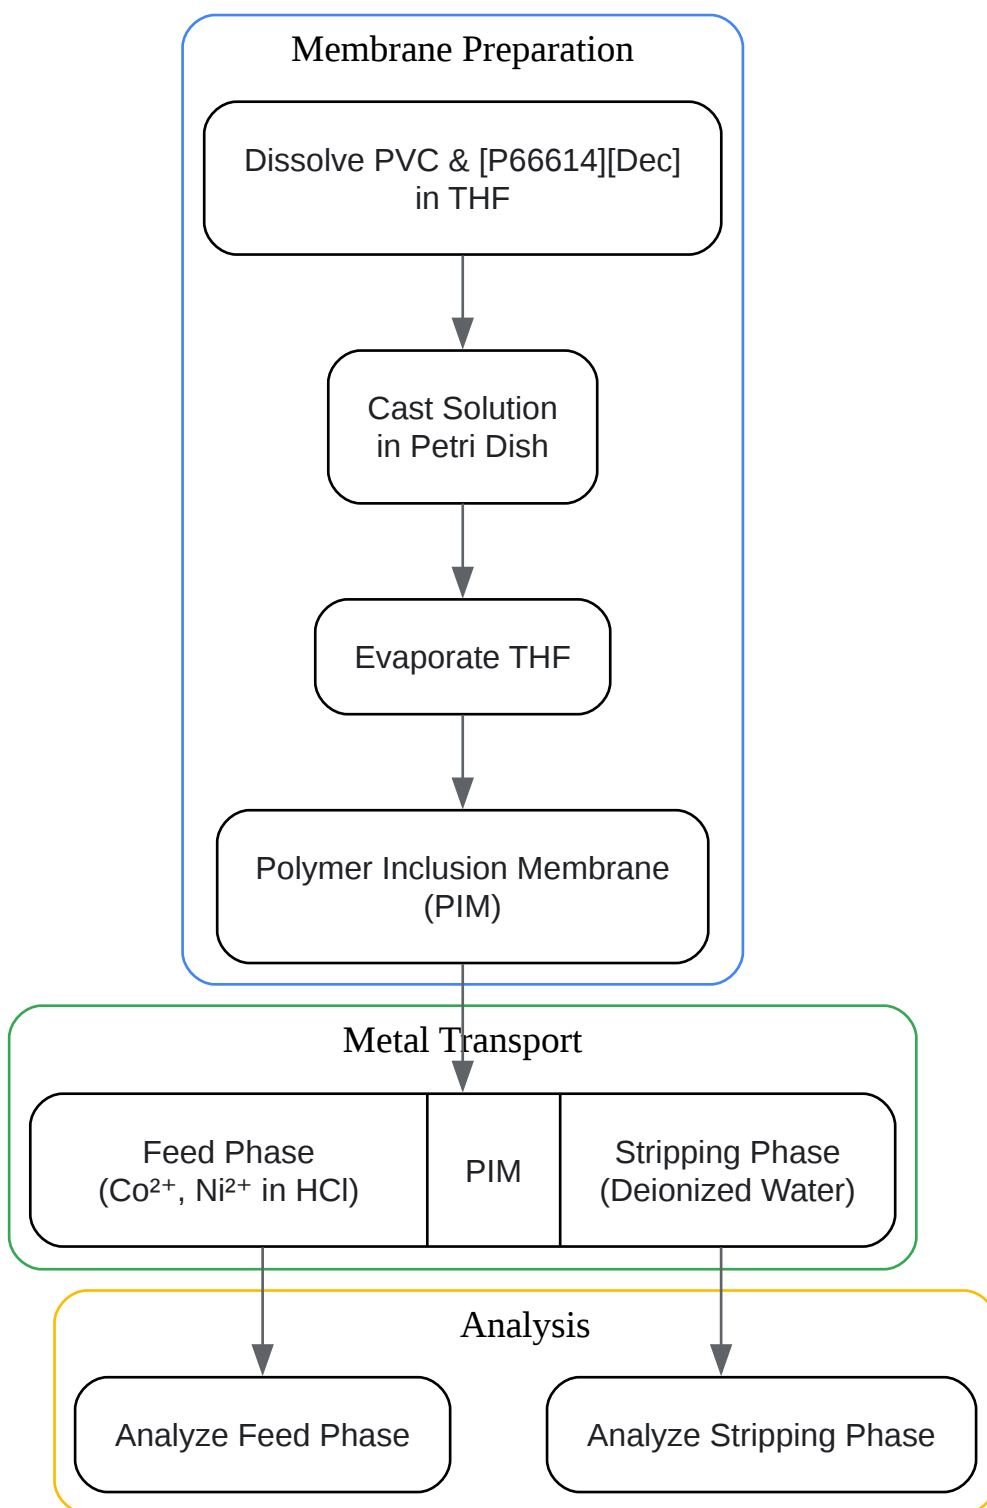 Membrane Preparation
Dissolve PVC & [P66614][Dec]
in THF
Cast Solution
in Petri Dish
Evaporate THF
Polymer Inclusion Membrane
(PIM)
Metal Transport
Feed Phase
(Co²⁺, Ni²⁺ in HCl)
PIM
Stripping Phase
(Deionized Water)
Analysis
Analyze Feed Phase
Analyze Stripping Phase